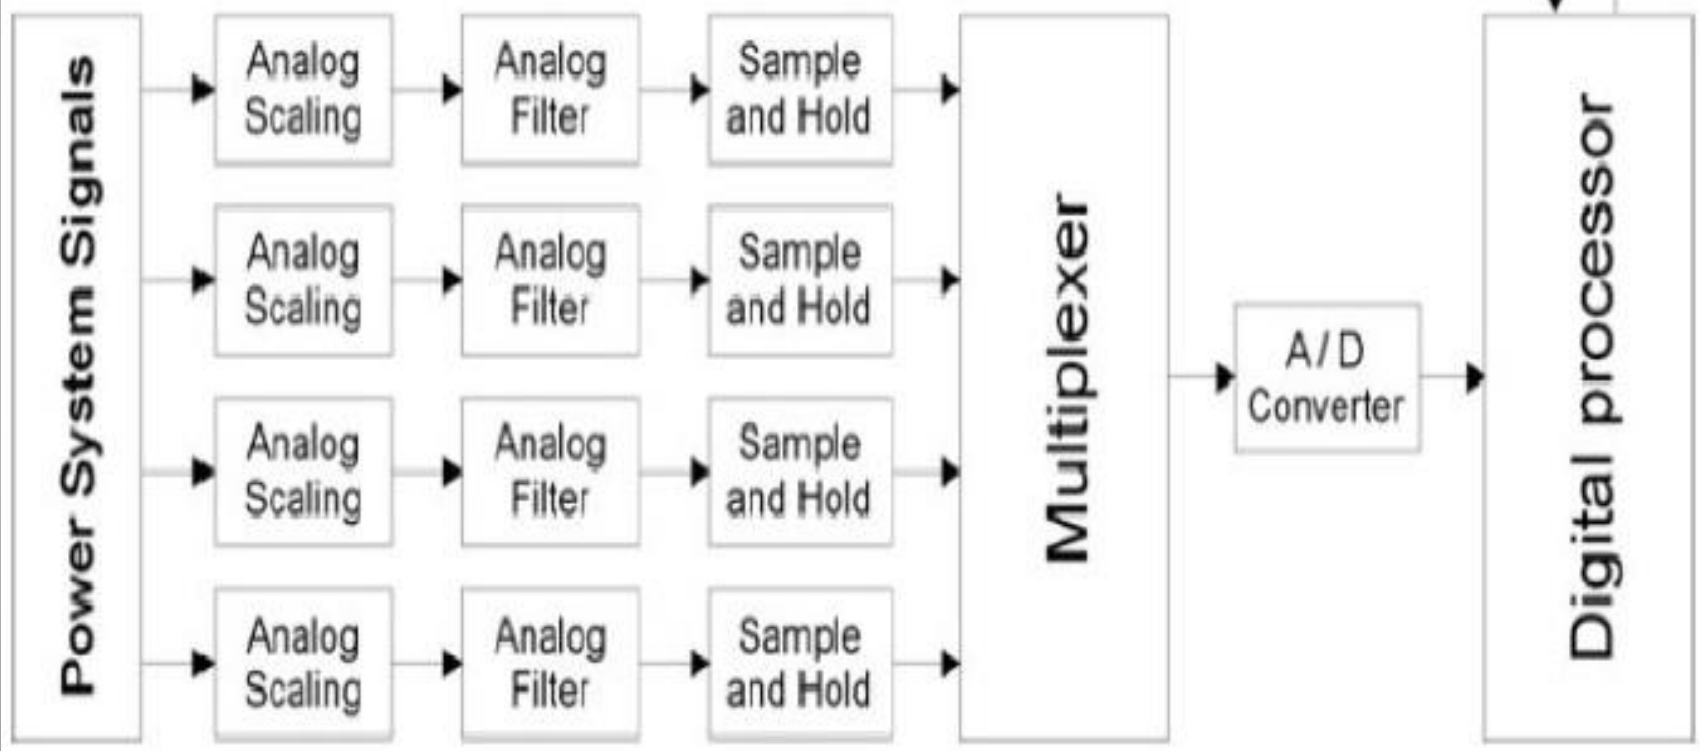 Power System Signals
Analog
Scaling
Analog
Filter
Sample
and Hold
Analog
Scaling
Analog
Filter
Sample
and Hold
Analog
Scaling
Analog
Filter
Sample
and Hold
Analog
Scaling
Analog
Filter
Sample
and Hold
Multiplexer
A / D
Converter
Digital processor